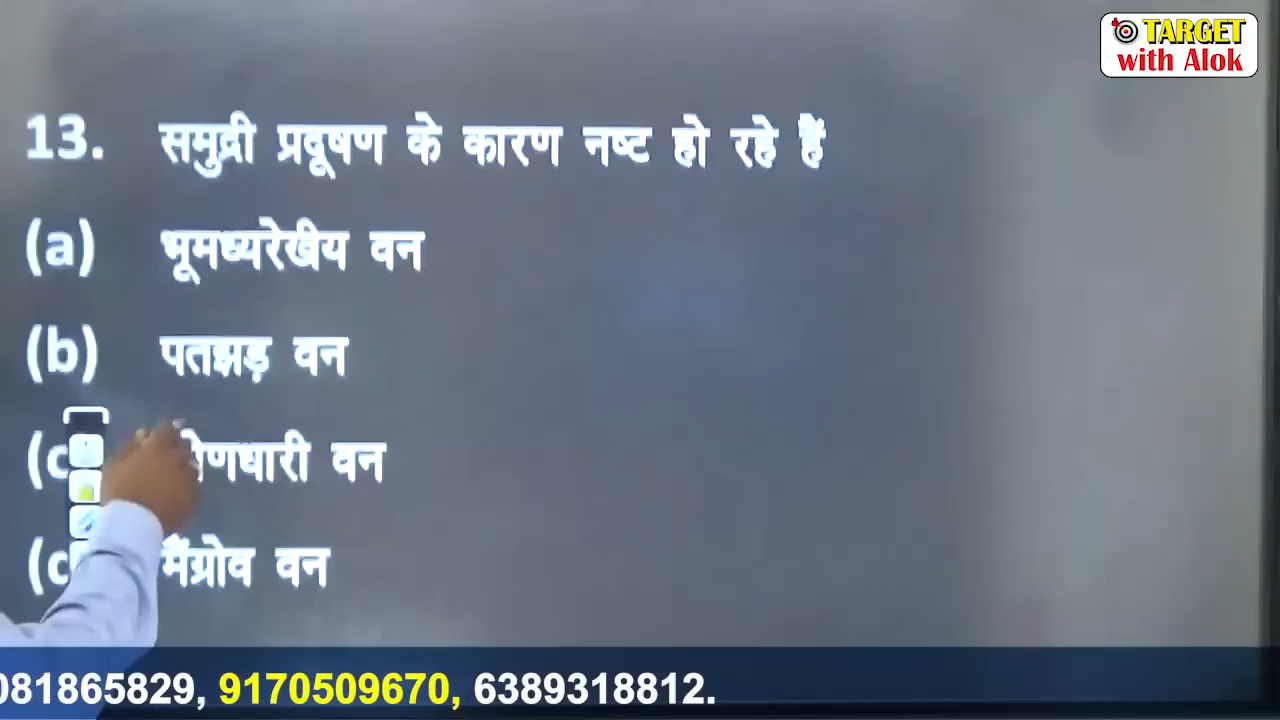 TARGET
with Alok
13. समुद्री प्रदूषण के कारण नष्ट हो रहे हैं
(a) भूमध्यरेखीय वन
(b) पतझड़ वन
(c वन
(d मैंग्रोव वन
081865829, 9170509670, 6389318812.